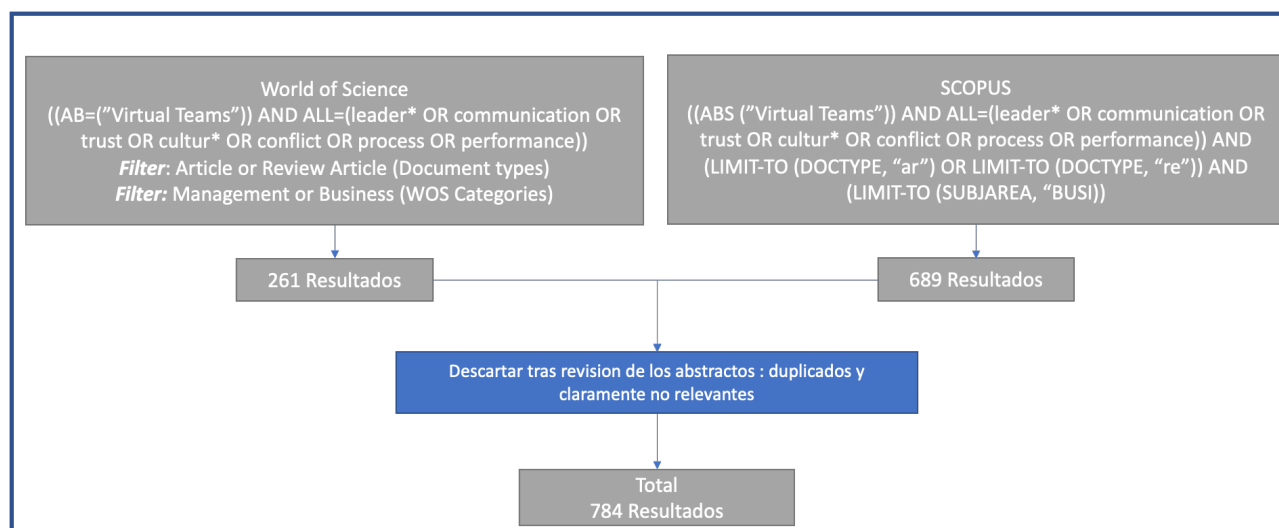 World of Science
((AB=(”Virtual Teams”)) AND ALL=(leader* OR communication OR
trust OR cultur* OR conflict OR process OR performance))
Filter: Article or Review Article (Document types)
Filter: Management or Business (WOS Categories)
SCOPUS
((ABS (”Virtual Teams”)) AND ALL=(leader* OR communication OR
trust OR cultur* OR conflict OR process OR performance)) AND
(LIMIT-TO (DOCTYPE, “ar”) OR LIMIT-TO (DOCTYPE, “re”)) AND
(LIMIT-TO (SUBJAREA, “BUSI))
261 Resultados
689 Resultados
Descartar tras revision de los abstractos : duplicados y
claramente no relevantes
Total
784 Resultados